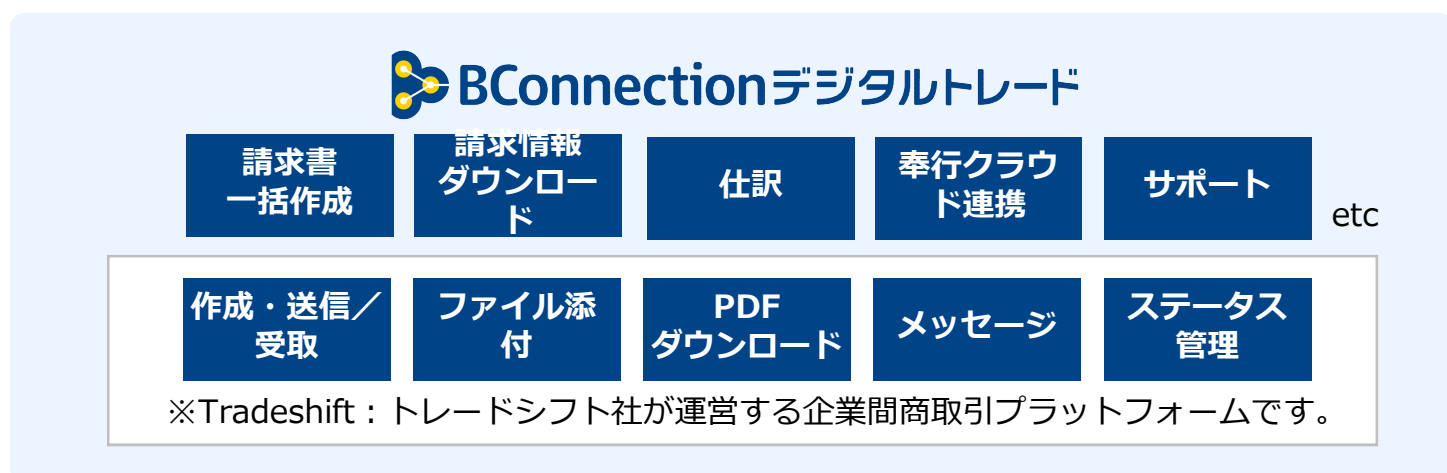 BConnectionデジタルトレード
請求書
一括作成
請求情報
ダウンロー
ド
仕訳
奉行クラウ
ド連携
サポート
etc
作成・送信／
受取
ファイル添
付
PDF
ダウンロード
メッセージ
ステータス
管理
※Tradeshift：トレードシフト社が運営する企業間商取引プラットフォームです。